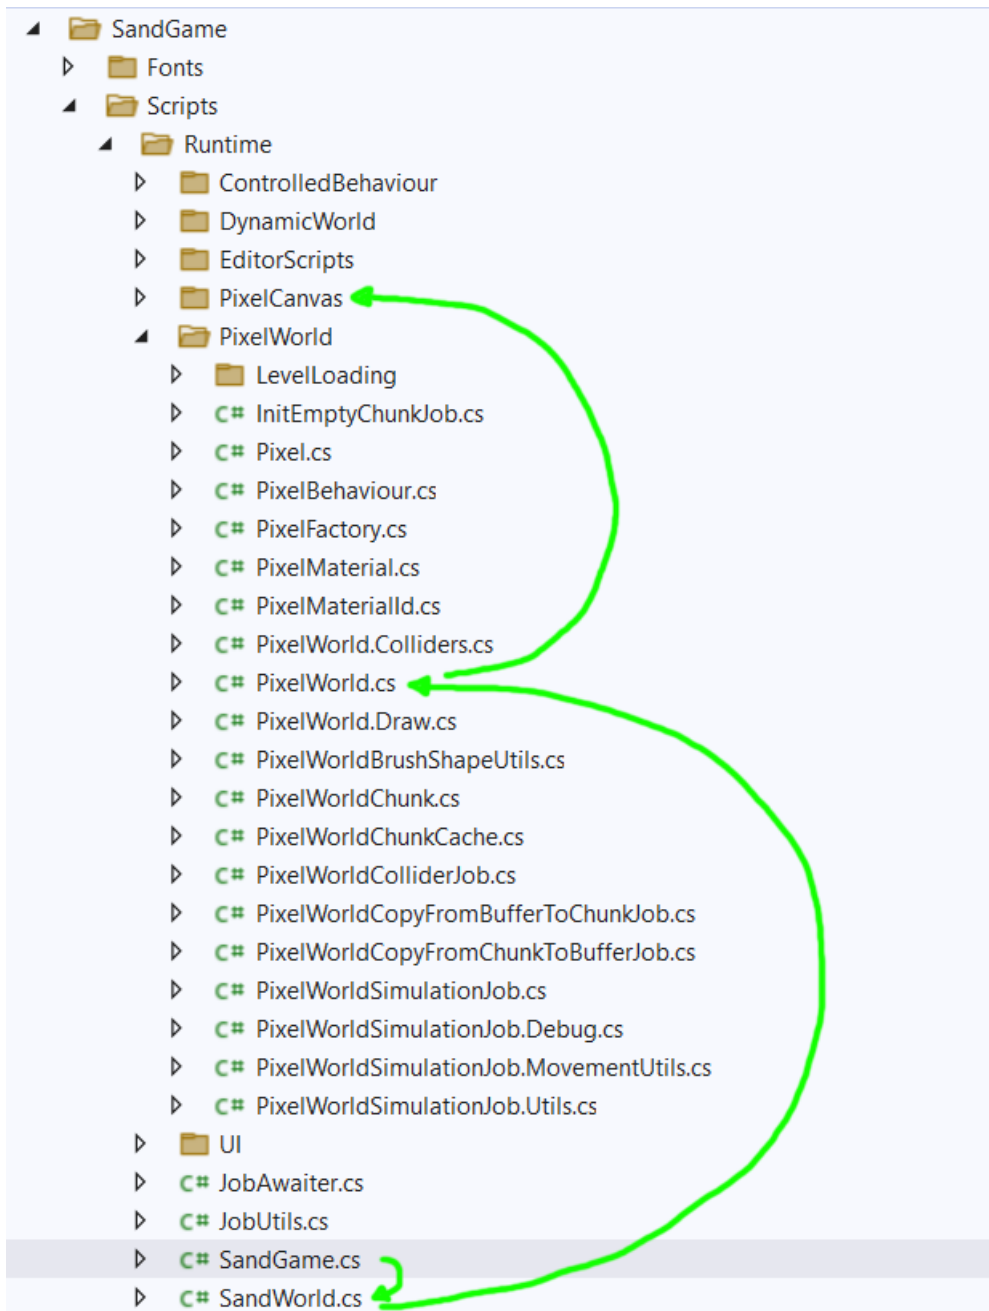 SandGame
Fonts
Scripts
Runtime
ControlledBehaviour
DynamicWorld
EditorScripts
PixelCanvas
PixelWorld
LevelLoading
C# InitEmptyChunkJob.cs
C# Pixel.cs
C# PixelBehaviour.cs
C# PixelFactory.cs
C# PixelMaterial.cs
C# PixelMaterialId.cs
C# PixelWorld.Colliders.cs
C# PixelWorld.cs
C# PixelWorld.Draw.cs
C# PixelWorldBrushShapeUtils.cs
C# PixelWorldChunk.cs
C# PixelWorldChunkCache.cs
C# PixelWorldColliderJob.cs
C# PixelWorldCopyFromBufferToChunkJob.cs
C# PixelWorldCopyFromChunkToBufferJob.cs
C# PixelWorldSimulationJob.cs
C# PixelWorldSimulationJob.Debug.cs
C# PixelWorldSimulationJob.MovementUtils.cs
C# PixelWorldSimulationJob.Utils.cs
UI
C# JobAwaiter.cs
C# JobUtils.cs
C# SandGame.cs
C# SandWorld.cs